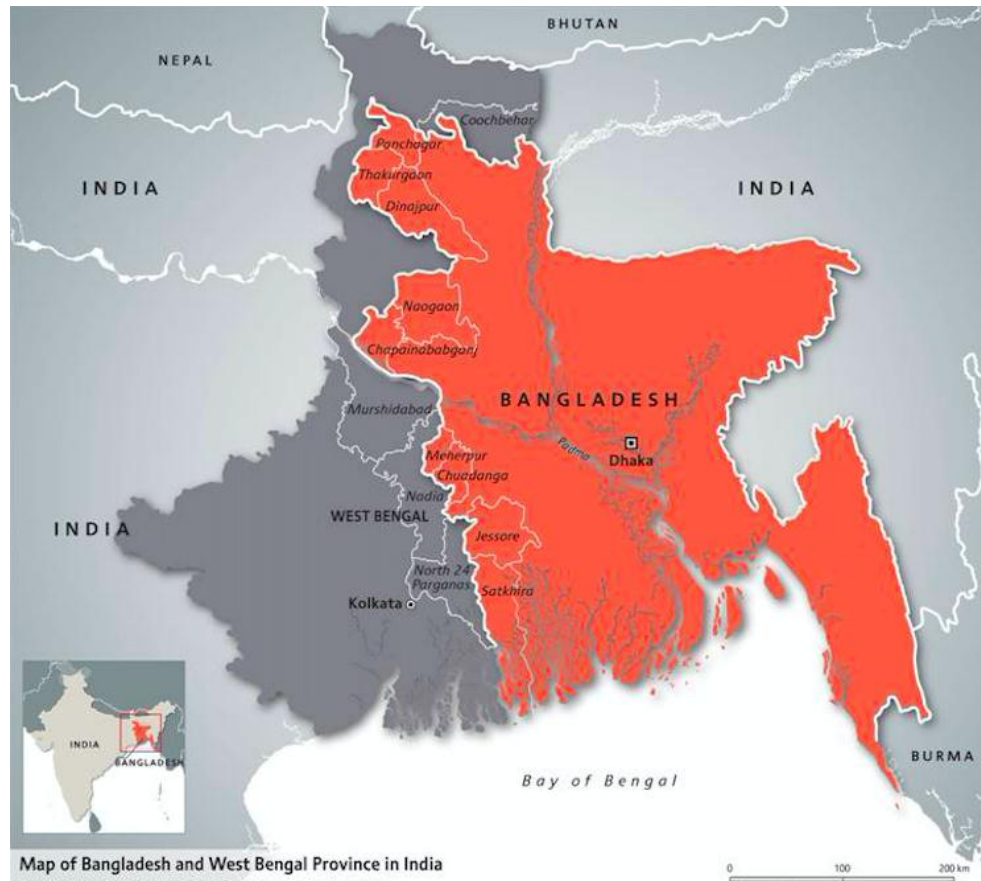 BHUTAN
NEPAL
Coochbehar
Panchagar
INDIA
Thakurgaon
INDIA
Dinajpur
Naogaon
Chapainababganj
BANGLADESH
Murshidabad
Padma
Dhaka
Meherpur
Chuadanga
Nadia
WEST BENGAL
INDIA
Jessore
North 24
Parganas
Satkhira
Kolkata
INDIA
BANGLADESH
BURMA
Bay of Bengal
Map of Bangladesh and West Bengal Province in India
0 100 200 km